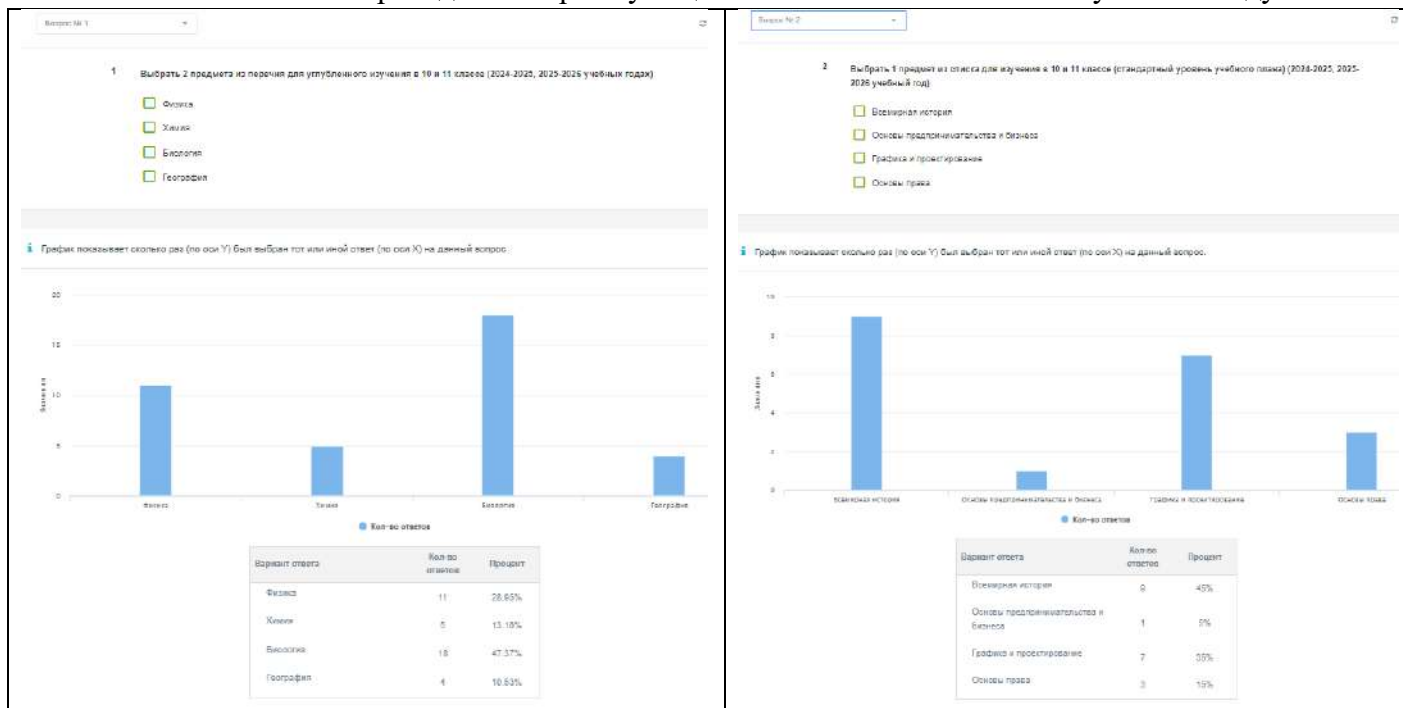 Вопрос № 1
1 Выбрать 2 предмета из перечня для углубленного изучения в 10 и 11 классе (2024-2025, 2025-2026 учебных годах)
Физика
Химия
Биология
География
График показывает сколько раз (по оси Y) был выбран тот или иной ответ (по оси X) на данный вопрос
20
15
10
5
0
Физика Химия Биология География
Кол-во ответов
Вариант ответа Кол-во ответов Процент
Физика 11 28.95%
Химия 5 13.16%
Биология 18 47.37%
География 4 10.53%
Вопрос № 2
2 Выбрать 1 предмет из списка для изучения в 10 и 11 классе (стандартный уровень учебного плана) (2024-2025, 2025-
2026 учебный год)
Всемирная история
Основы предпринимательства и бизнеса
Графика и проектирование
Основы права
График показывает сколько раз (по оси Y) был выбран тот или иной ответ (по оси X) на данный вопрос.
10
8
6
4
2
0
Всемирная история Основы предпринимательства и бизнеса Графика и проектирование Основы права
Кол-во ответов
Вариант ответа Кол-во ответов Процент
Всемирная история 9 45%
Основы предпринимательства и
бизнеса 1 5%
Графика и проектирование 7 35%
Основы права 3 15%